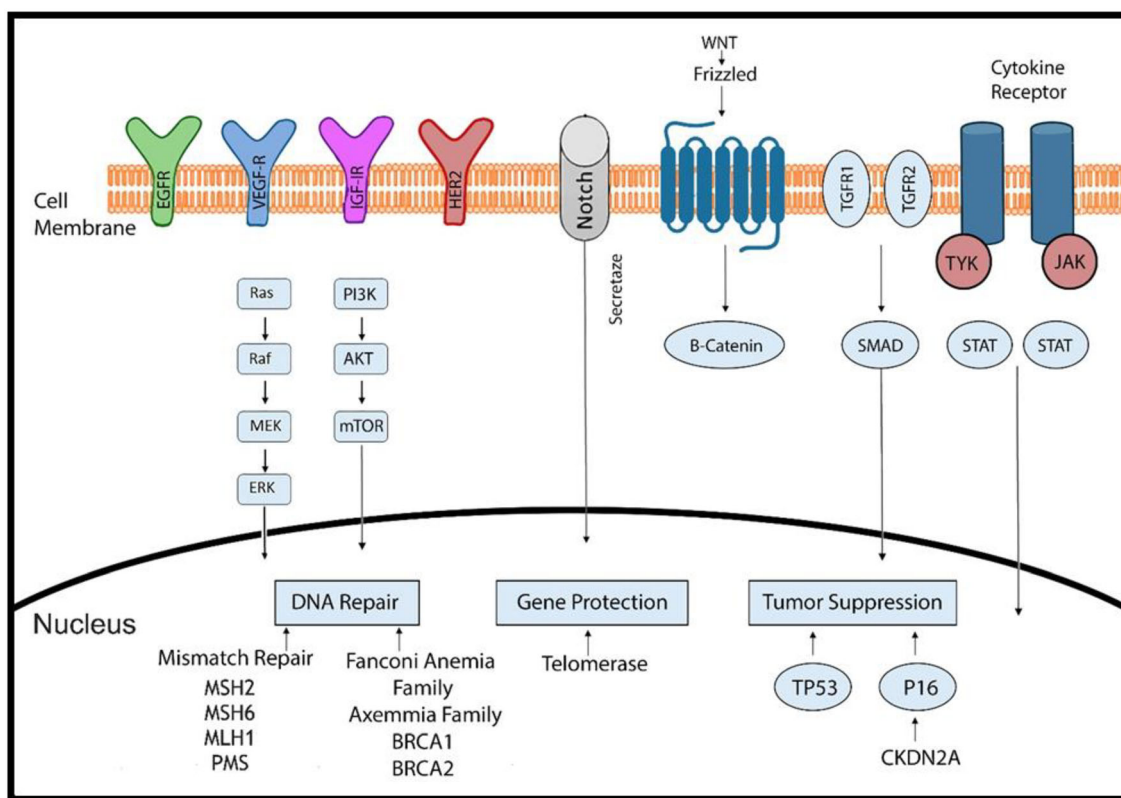 WNT
Frizzled
Cytokine
Receptor
EGFR
VEGF-R
IGF-IR
HER2
Notch
TGFR1
TGFR2
Cell
Membrane
TYK
JAK
Secretaze
Ras
PI3K
Raf
AKT
B-Catenin
SMAD
STAT
STAT
MEK
mTOR
ERK
Nucleus
DNA Repair
Gene Protection
Tumor Suppression
Mismatch Repair
MSH2
MSH6
MLH1
PMS
Fanconi Anemia
Family
Axemmia Family
BRCA1
BRCA2
Telomerase
TP53
P16
CKDN2A